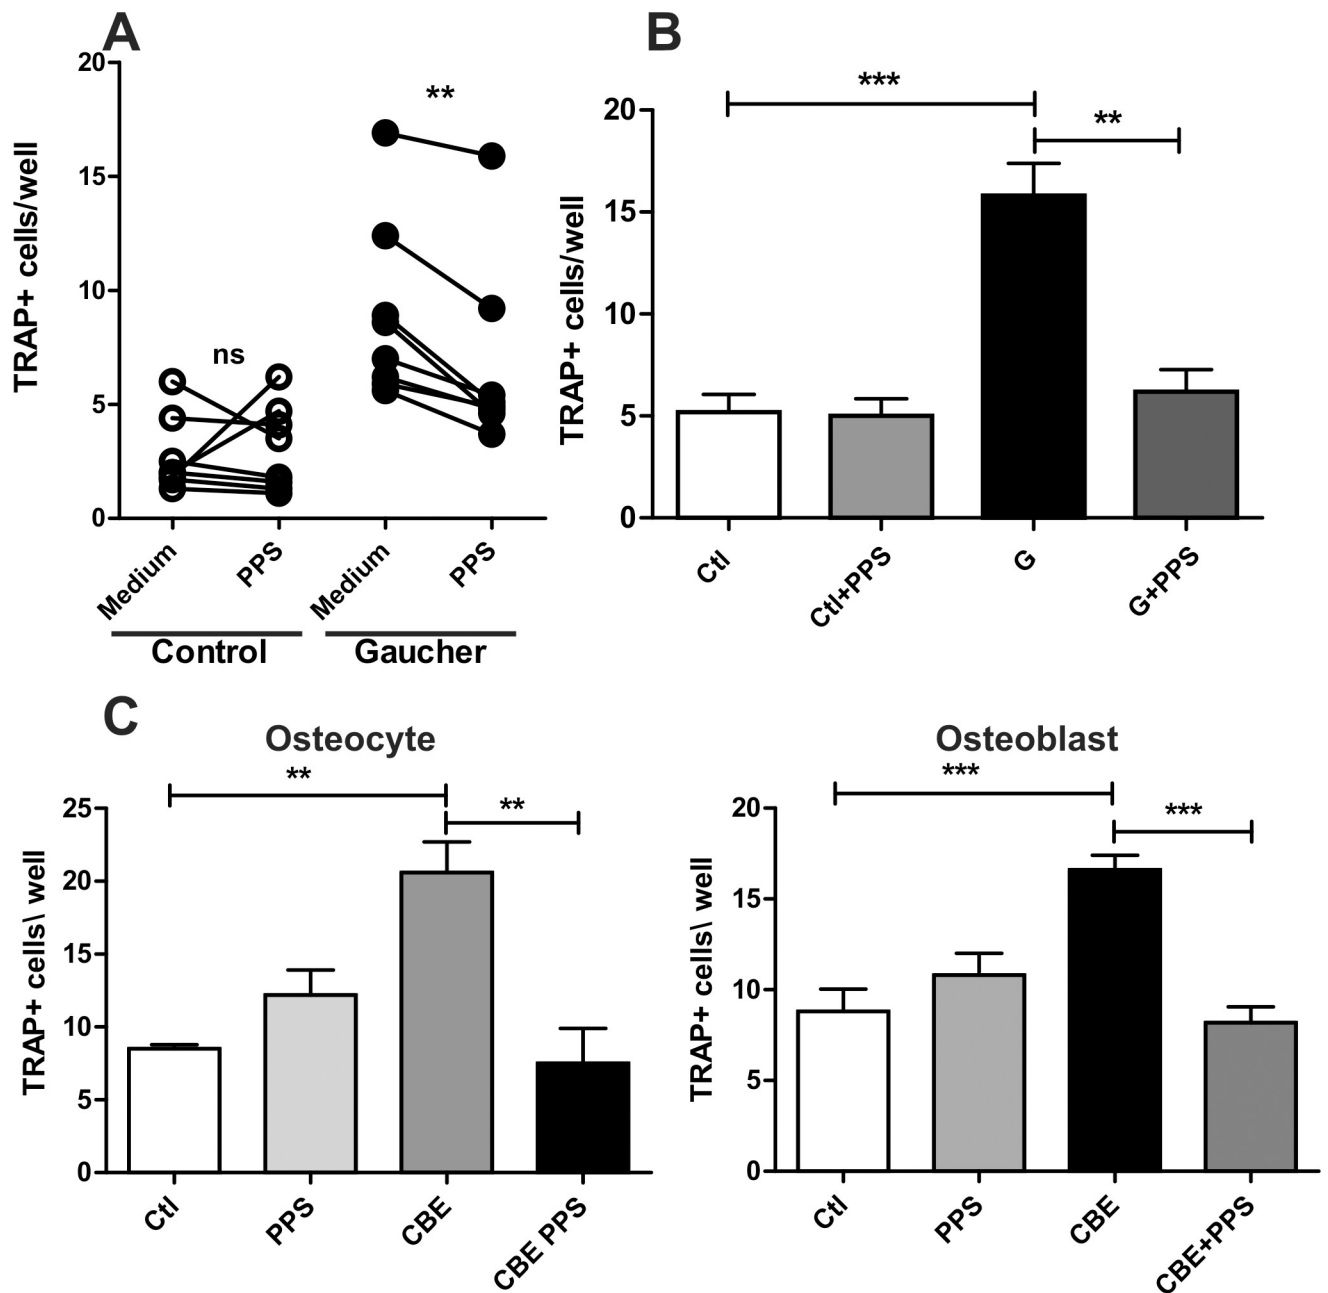 A
TRAP+ cells/well
20
15
10
5
0
ns
**
Medium
PPS
Medium
PPS
Control
Gaucher
B
TRAP+ cells/well
20
15
10
5
0
***
**
Ctl
Ctl+PPS
G
G+PPS
C
Osteocyte
TRAP+ cells\ well
25
20
15
10
5
0
**
**
Ctl
PPS
CBE
CBE PPS
Osteoblast
TRAP+ cells\ well
20
15
10
5
0
***
***
Ctl
PPS
CBE
CBE+PPS